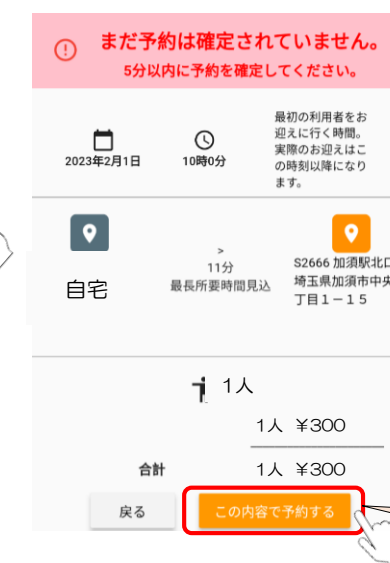 まだ予約は確定されていません。
5分以内に予約を確定してください。
2023年2月1日
10時0分
最初の利用者をお
迎えに行く時間。
実際のお迎えはこ
の時刻以降になり
ます。
自宅
>
11分
最長所要時間見込
S2666 加須駅北口
埼玉県加須市中央
丁目1－15
1人
1人 ¥300
合計 1人 ¥300
戻る
この内容で予約する